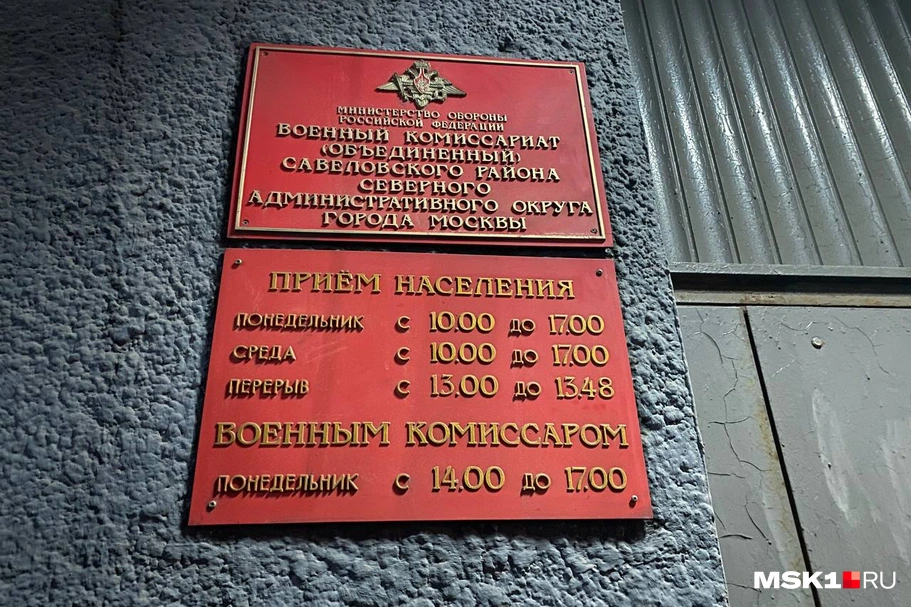 МИНИСТЕРСТВО ОБОРОНЫ
РОССИЙСКОЙ ФЕДЕРАЦИИ
ВОЕННЫЙ КОМИССАРИАТ
(ОБЪЕДИНЕННЫЙ)
САВЕЛОВСКОГО РАЙОНА
СЕВЕРНОГО
АДМИНИСТРАТИВНОГО ОКРУГА
ГОРОДА МОСКВЫ
ПРИЁМ НАСЕЛЕНИЯ
ПОНЕДЕЛЬНИК С 10.00 ДО 17.00
СРЕДА С 10.00 ДО 17.00
ПЕРЕРЫВ С 13.00 ДО 13.48
ВОЕННЫМ КОМИССАРОМ
ПОНЕДЕЛЬНИК С 14.00 ДО 17.00
MSK1.RU